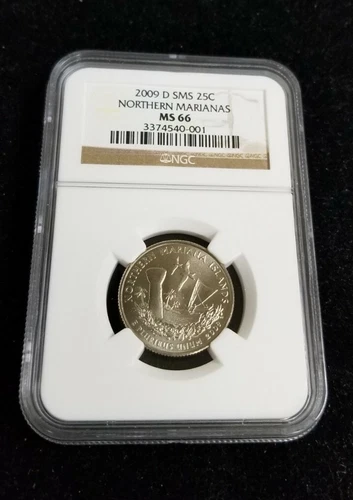 2009 D SMS 25C
NORTHERN MARIANAS
MS 66
3374540-001
NGC
NORTHERN MARIANA ISLANDS
E PLURIBUS UNUM 2009